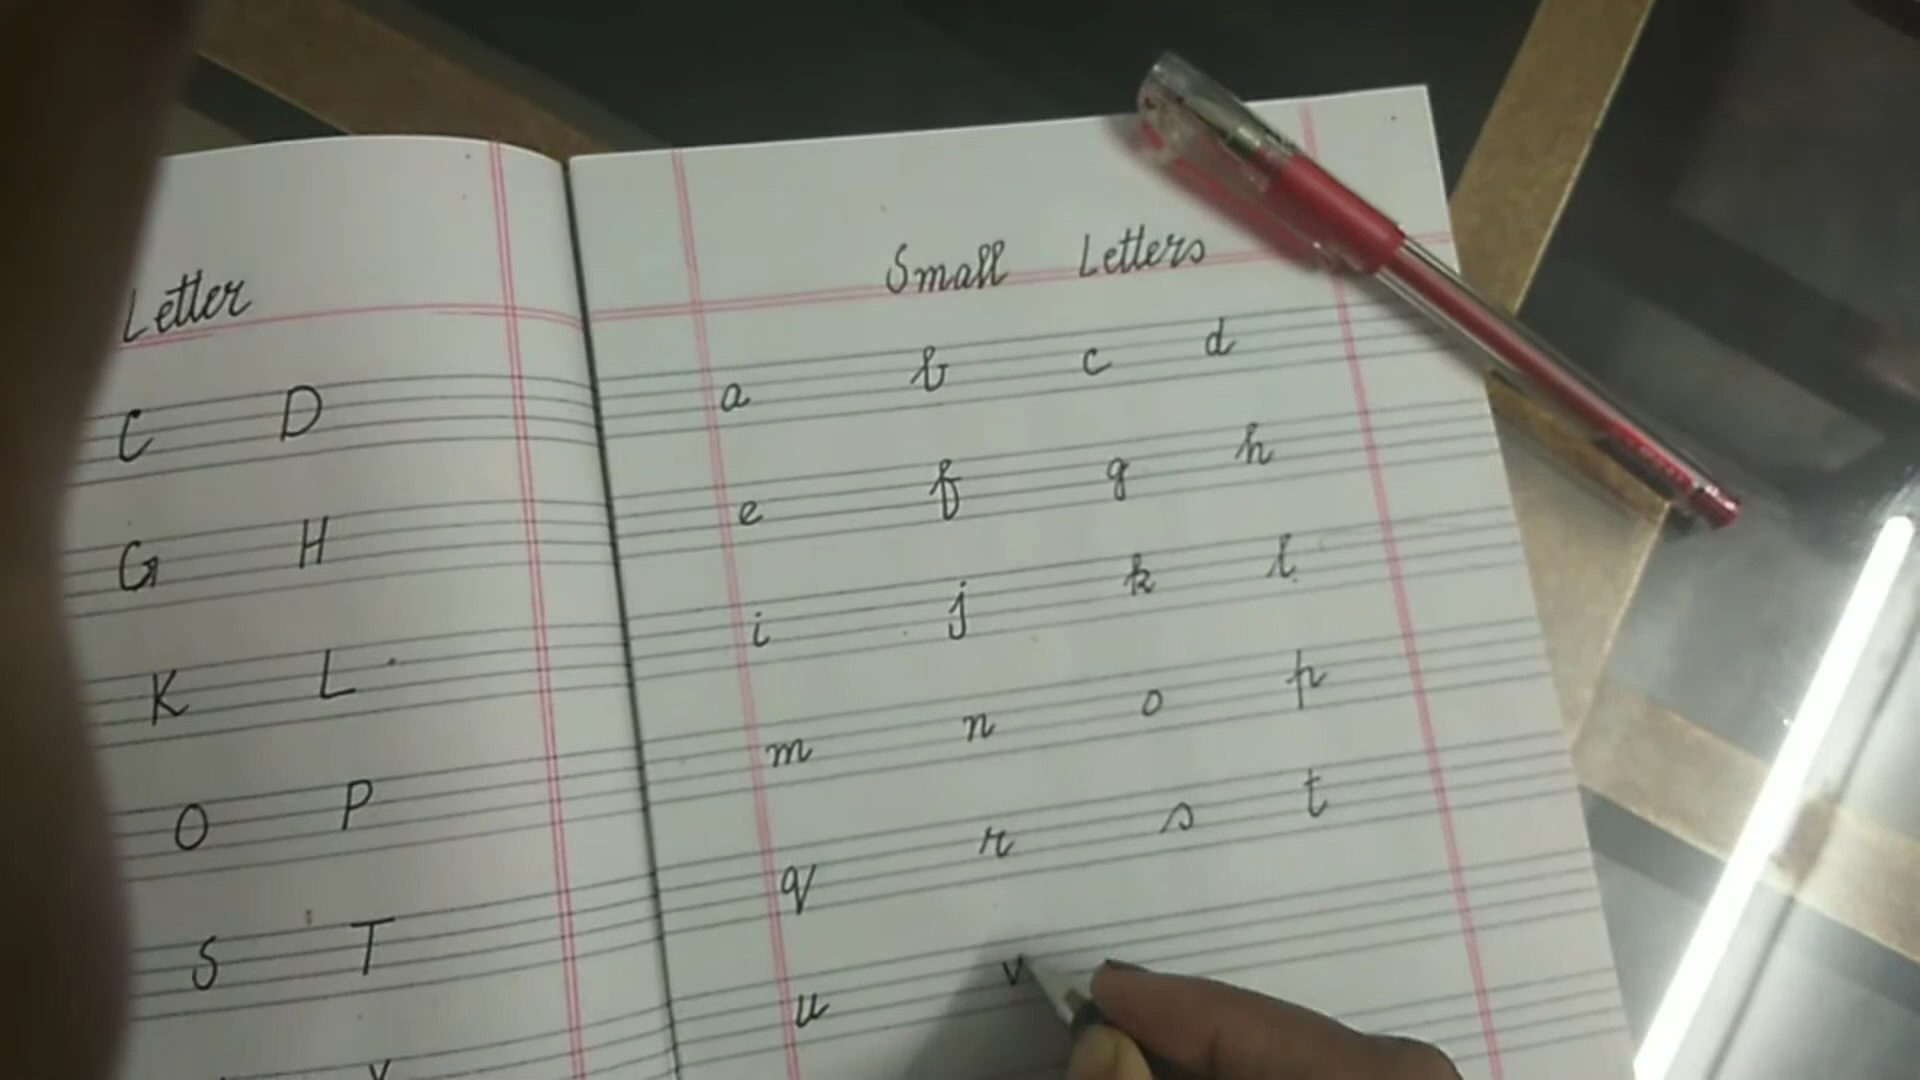 Letter
C D
G H
K L
O P
S T
Small Letters
a b c d
e f g h
i j k l
m n o p
q r s t
u v